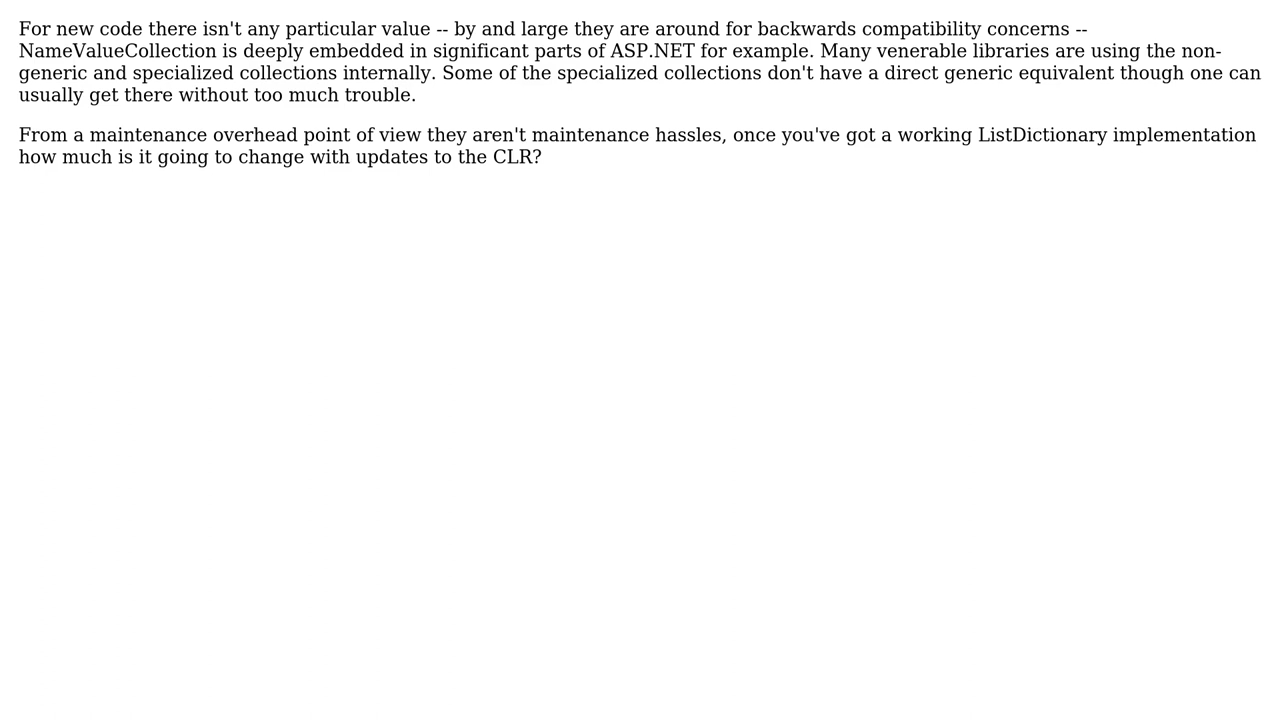 For new code there isn't any particular value -- by and large they are around for backwards compatibility concerns --
NameValueCollection is deeply embedded in significant parts of ASP.NET for example. Many venerable libraries are using the non-
generic and specialized collections internally. Some of the specialized collections don't have a direct generic equivalent though one can
usually get there without too much trouble.
From a maintenance overhead point of view they aren't maintenance hassles, once you've got a working ListDictionary implementation
how much is it going to change with updates to the CLR?